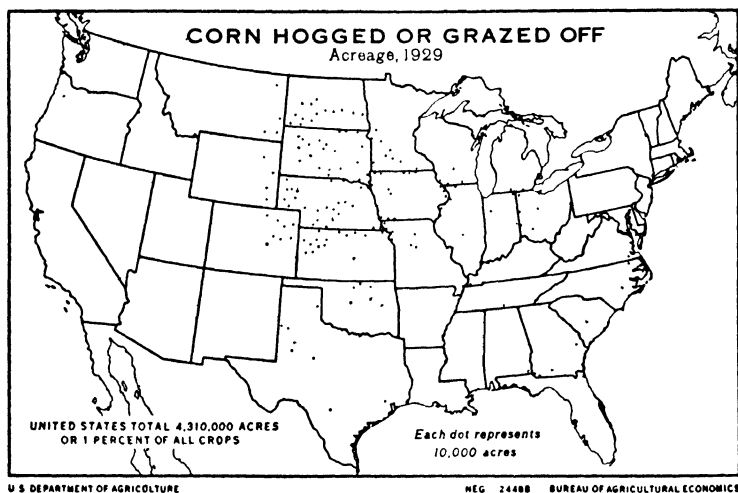 CORN HOGGED OR GRAZED OFF
Acreage, 1929
UNITED STATES TOTAL 4,310,000 ACRES
OR 1 PERCENT OF ALL CROPS
Each dot represents
10,000 acres
U S DEPARTMENT OF AGRICULTURE
NEG 24488 BUREAU OF AGRICULTURAL ECONOMICS